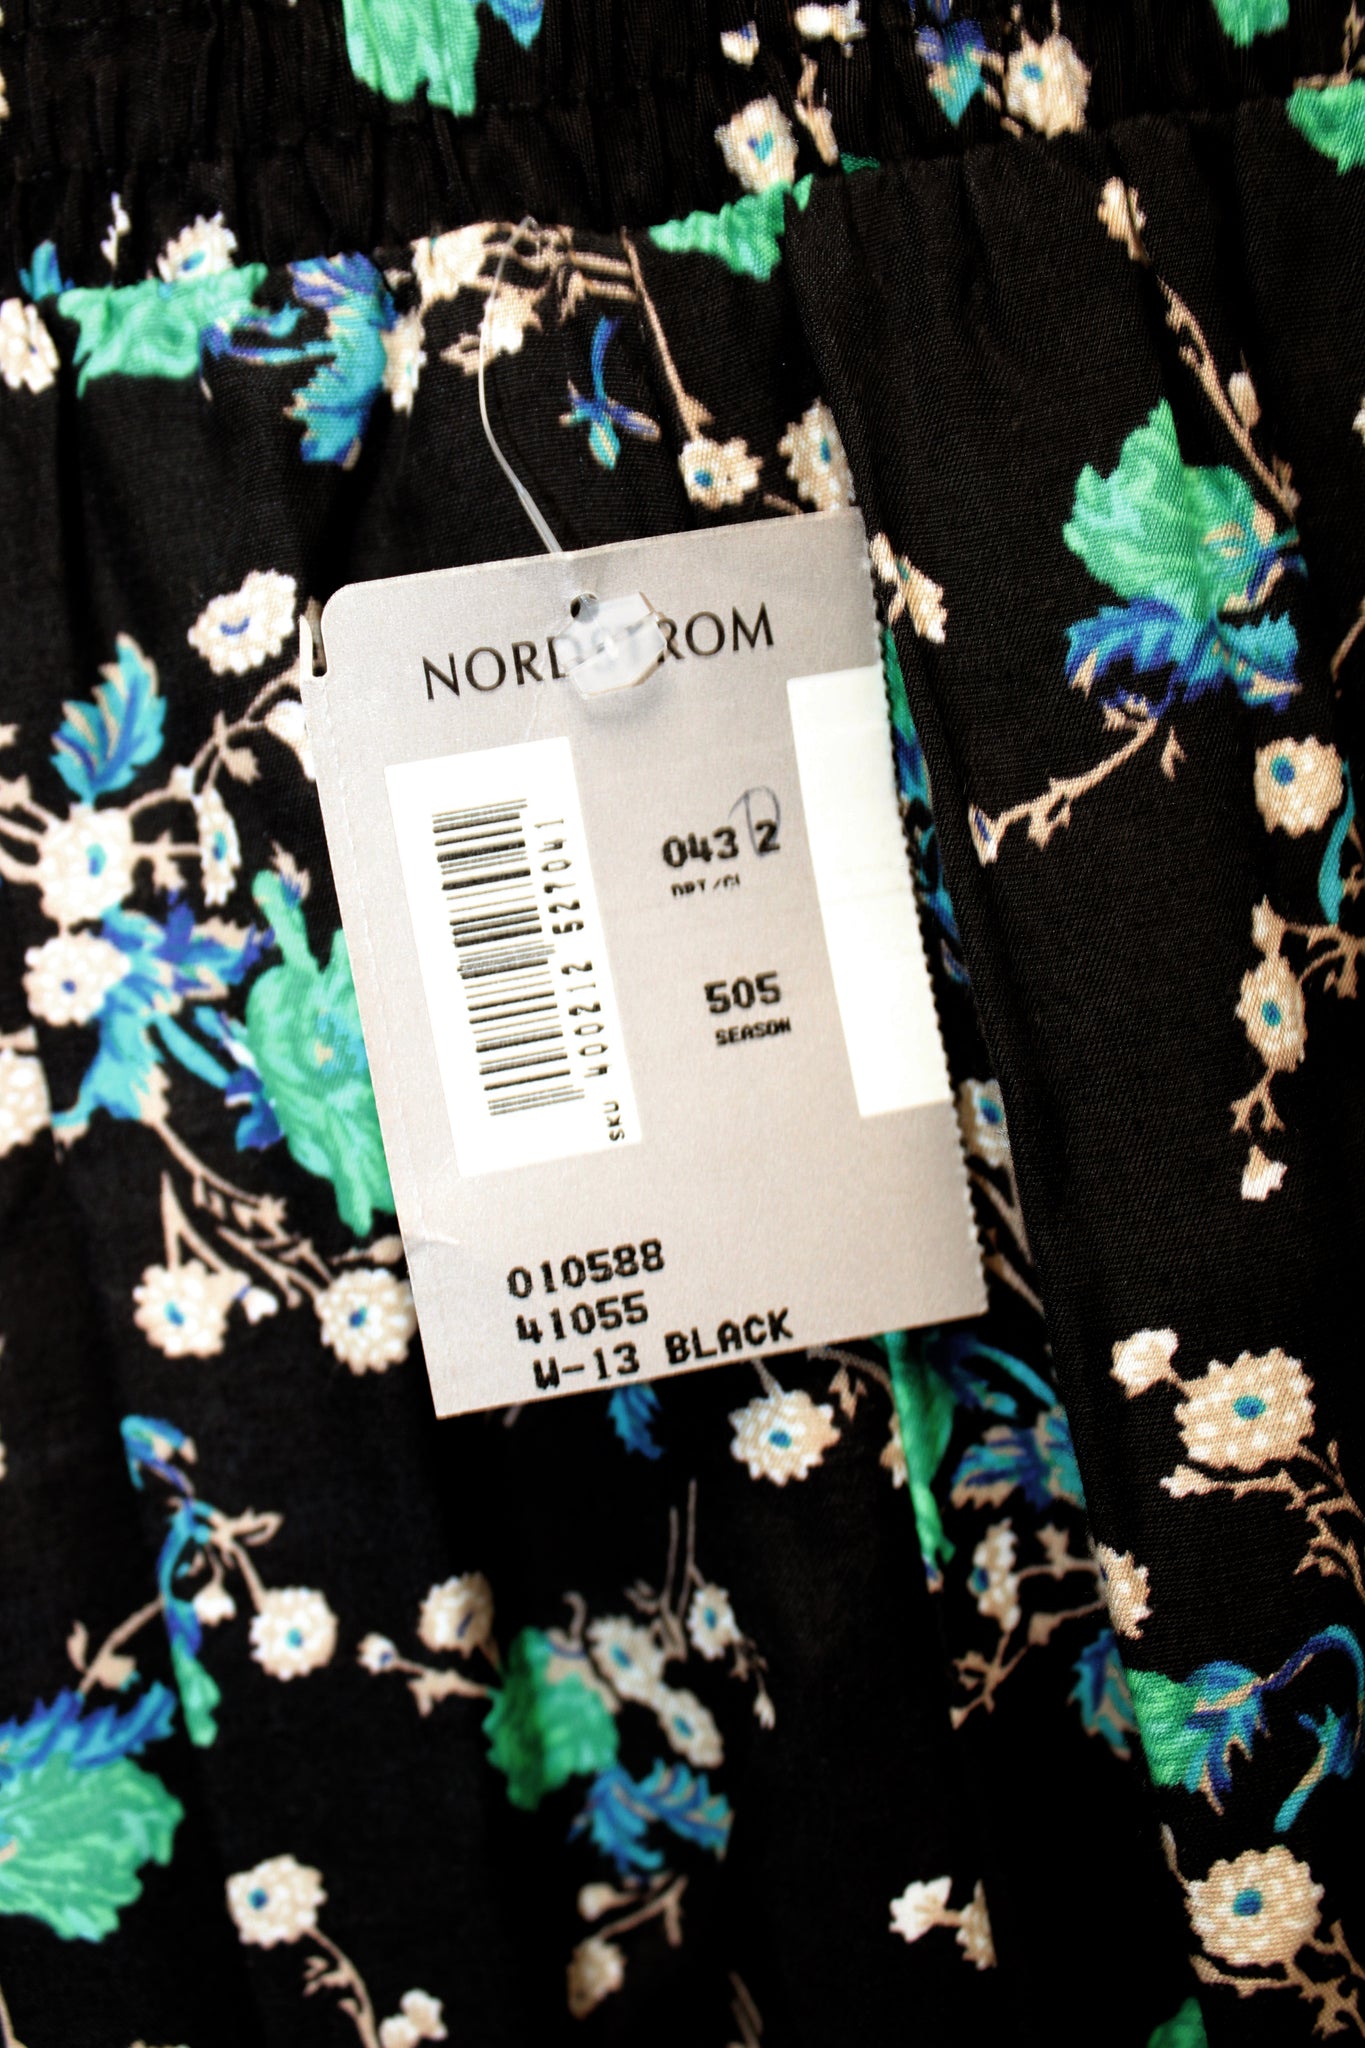 NORDSTROM
043 2
DPT/CL
505
SEASON
SKU 400212 527041
010588
41055
W-13 BLACK